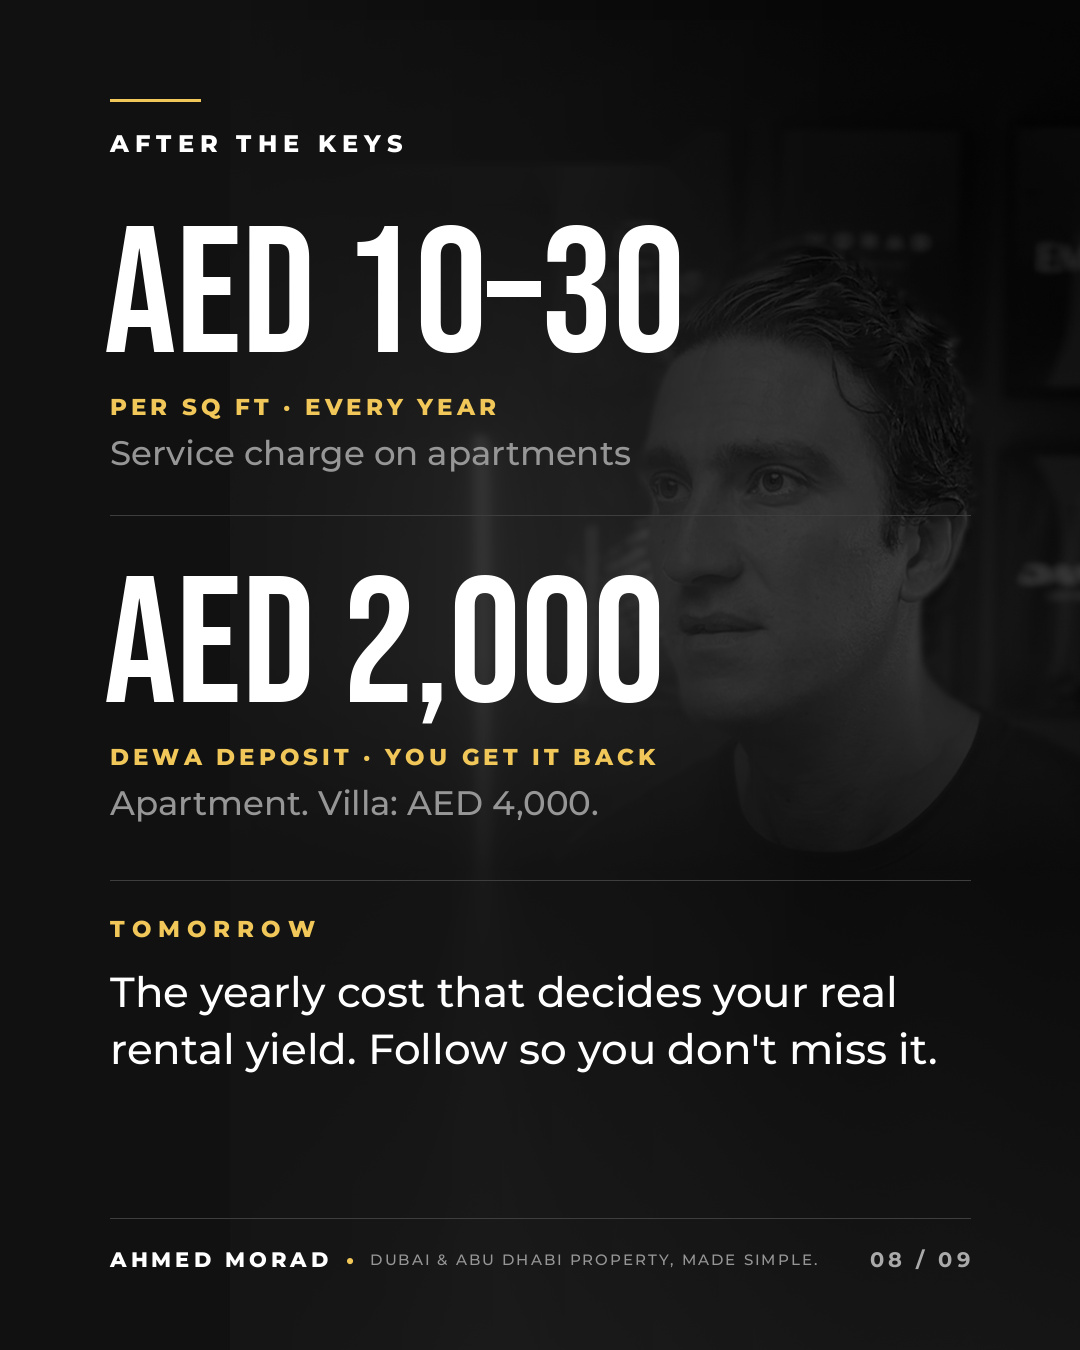 AFTER THE KEYS
AED 10–30
PER SQ FT · EVERY YEAR
Service charge on apartments
AED 2,000
DEWA DEPOSIT · YOU GET IT BACK
Apartment. Villa: AED 4,000.
TOMORROW
The yearly cost that decides your real
rental yield. Follow so you don't miss it.
AHMED MORAD • DUBAI & ABU DHABI PROPERTY, MADE SIMPLE. 08 / 09